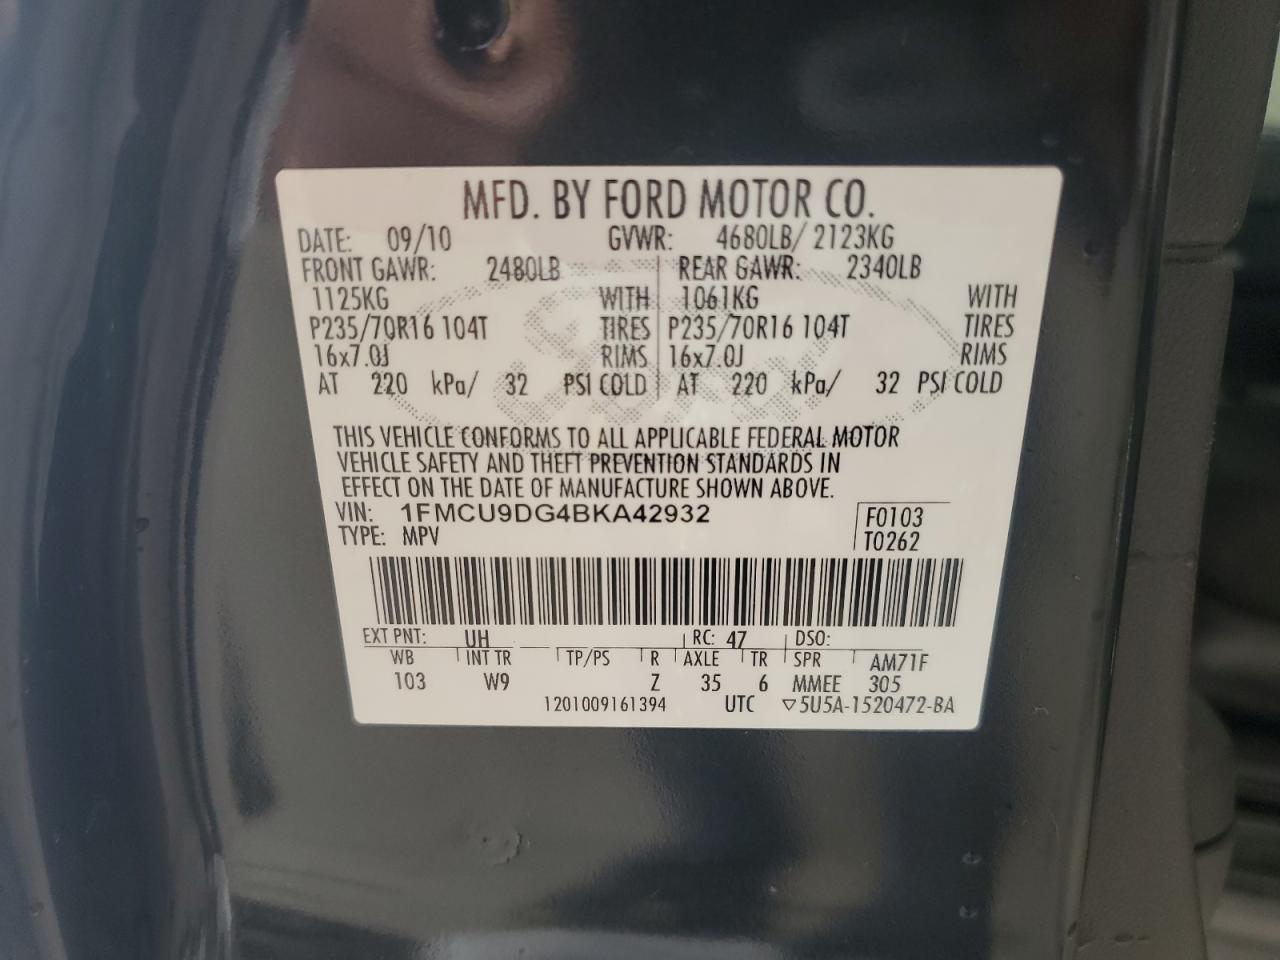 MFD. BY FORD MOTOR CO.
DATE: 09/10 GVWR: 4680LB/ 2123KG
FRONT GAWR: 2480LB REAR GAWR: 2340LB
1125KG WITH 1061KG WITH
P235/70R16 104T TIRES P235/70R16 104T TIRES
16x7.0J RIMS 16x7.0J RIMS
AT 220 kPa/ 32 PSI COLD AT 220 kPa/ 32 PSI COLD
THIS VEHICLE CONFORMS TO ALL APPLICABLE FEDERAL MOTOR
VEHICLE SAFETY AND THEFT PREVENTION STANDARDS IN
EFFECT ON THE DATE OF MANUFACTURE SHOWN ABOVE.
VIN: 1FMCU9DG4BKA42932 F0103
TYPE: MPV T0262
EXT PNT: UH RC: 47 DSO:
WB INT TR TP/PS R AXLE TR SPR AM71F
103 W9 Z 35 6 MMEE 305
1201009161394 UTC ▽5U5A-1520472-BA